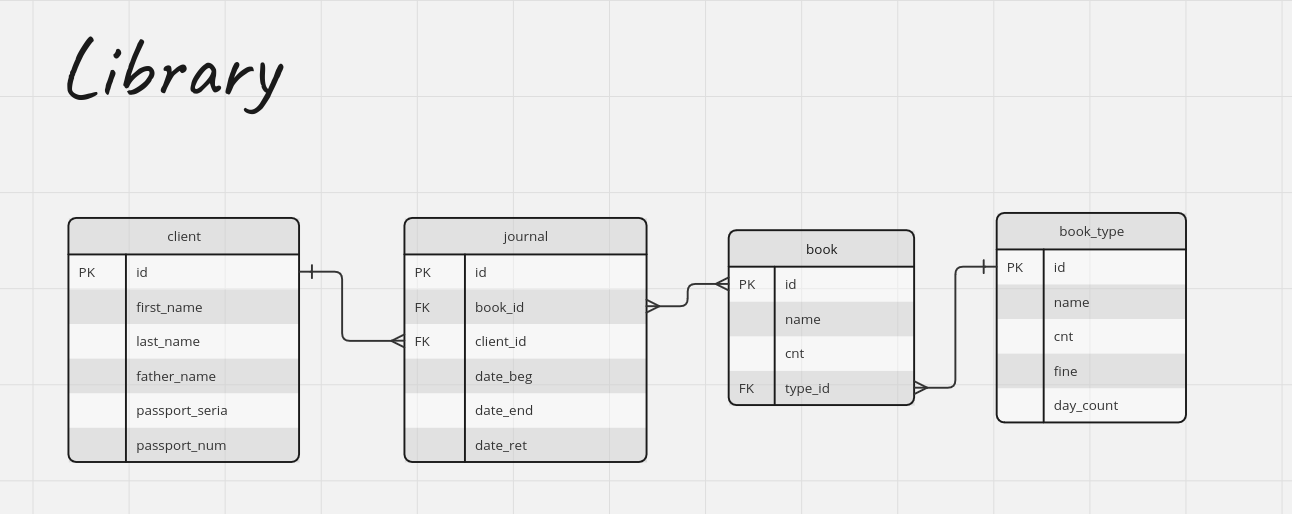 Library
client
PK id
first_name
last_name
father_name
passport_seria
passport_num
journal
PK id
FK book_id
FK client_id
date_beg
date_end
date_ret
book
PK id
name
cnt
FK type_id
book_type
PK id
name
cnt
fine
day_count